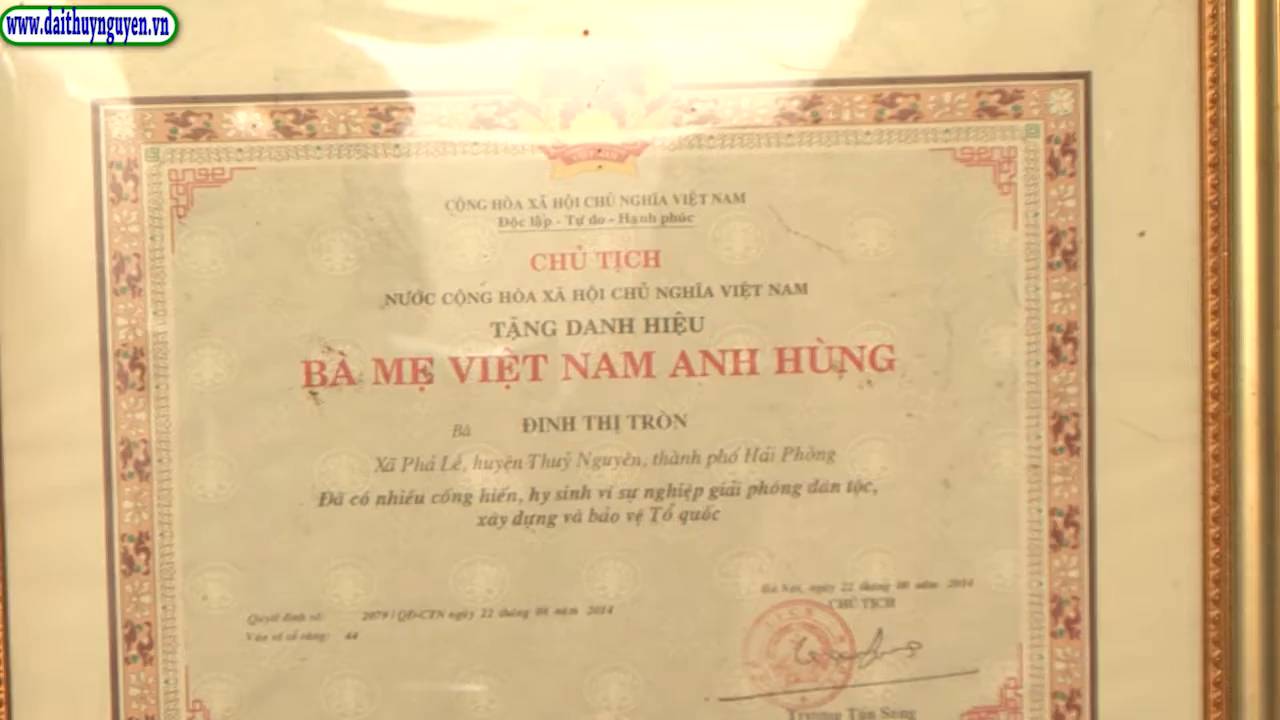 www.daithuynguyen.vn
CỘNG HÒA XÃ HỘI CHỦ NGHĨA VIỆT NAM
Độc lập - Tự do - Hạnh phúc
CHỦ TỊCH
NƯỚC CỘNG HÒA XÃ HỘI CHỦ NGHĨA VIỆT NAM
TẶNG DANH HIỆU
BÀ MẸ VIỆT NAM ANH HÙNG
Bà ĐINH THỊ TRÒN
Xã Phả Lễ, huyện Thuỷ Nguyên, thành phố Hải Phòng
Đã có nhiều cống hiến, hy sinh vì sự nghiệp giải phóng dân tộc,
xây dựng và bảo vệ Tổ quốc
Hà Nội, ngày 22 tháng 08 năm 2014
CHỦ TỊCH
Quyết định số: 2079 / QĐ-CTN ngày 22 tháng 08 năm 2014
Vào sổ vàng: 44
Trương Tấn Sang